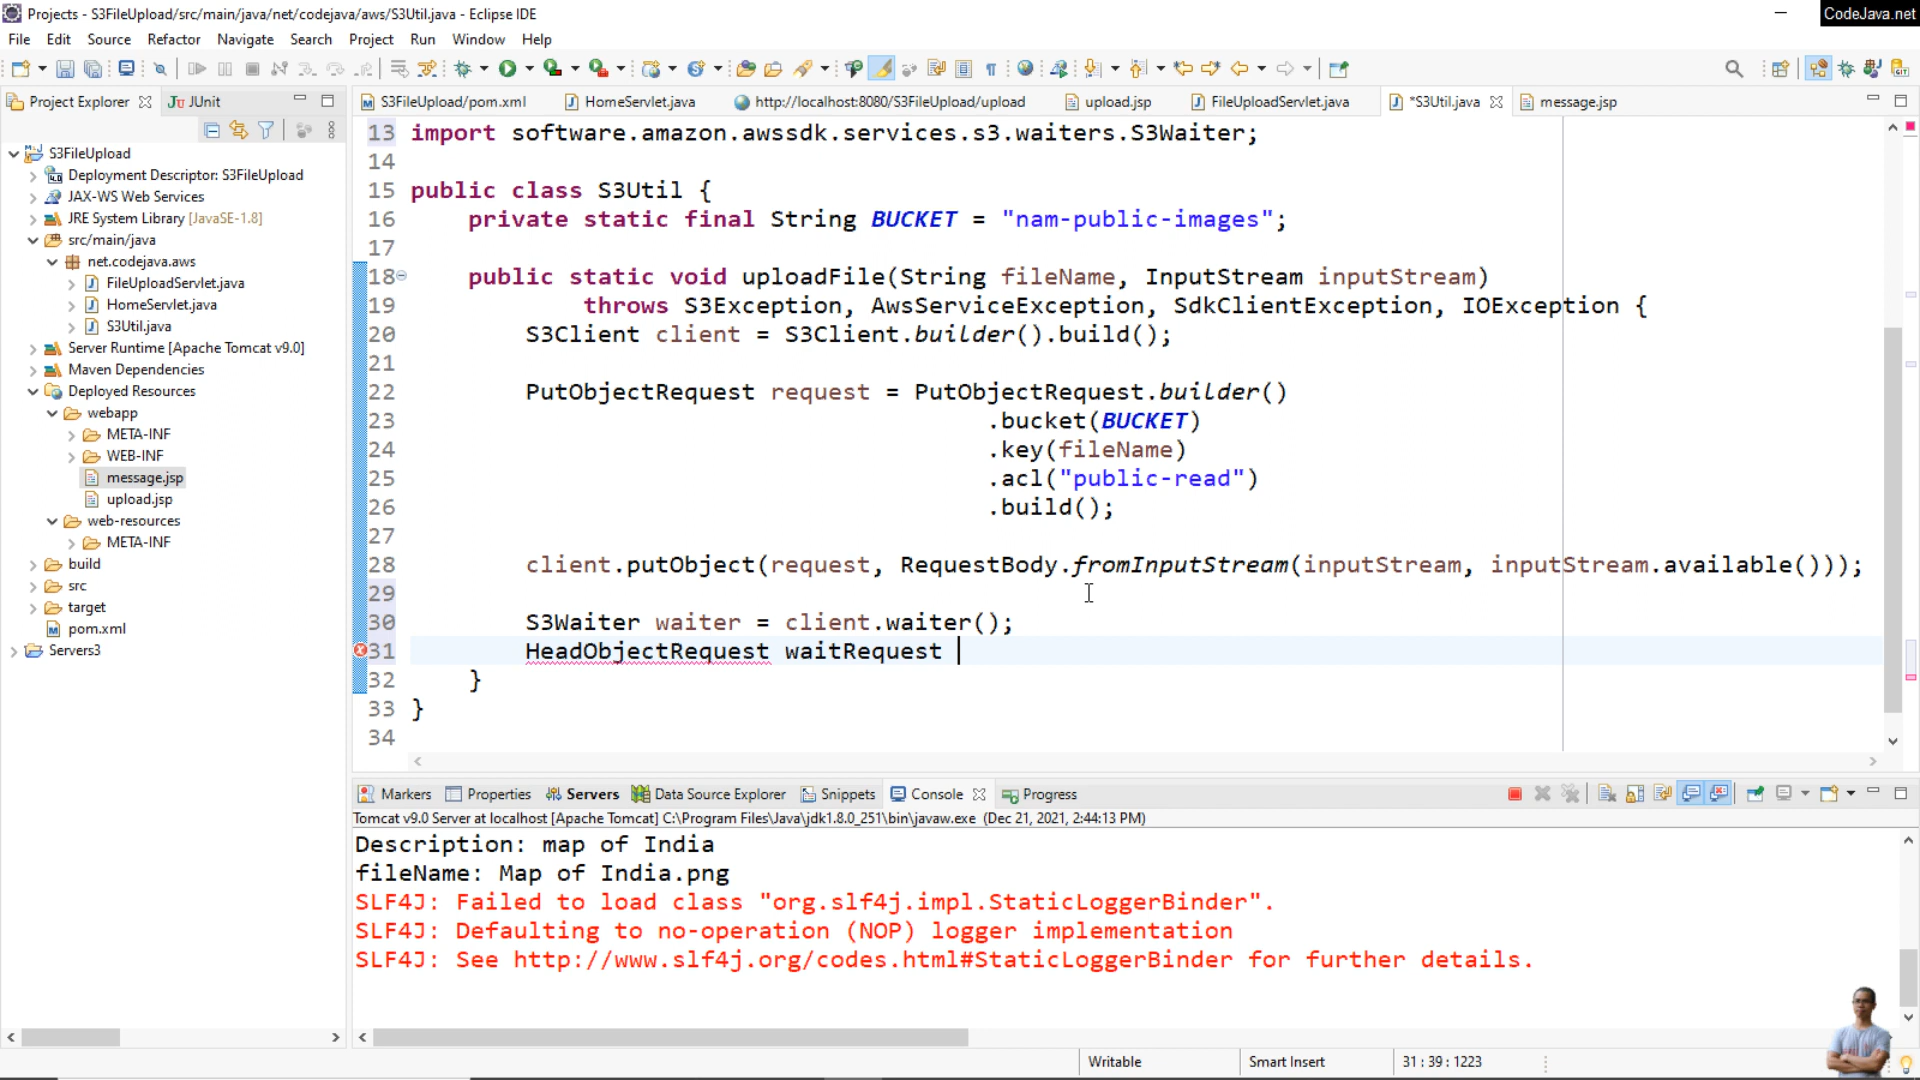 Projects - S3FileUpload/src/main/java/net/codejava/aws/S3Util.java - Eclipse IDE
CodeJava.net
File Edit Source Refactor Navigate Search Project Run Window Help
Project Explorer JUnit
S3FileUpload/pom.xml HomeServlet.java http://localhost:8080/S3FileUpload/upload upload.jsp FileUploadServlet.java *S3Util.java message.jsp
S3FileUpload
Deployment Descriptor: S3FileUpload
JAX-WS Web Services
JRE System Library [JavaSE-1.8]
src/main/java
net.codejava.aws
FileUploadServlet.java
HomeServlet.java
S3Util.java
Server Runtime [Apache Tomcat v9.0]
Maven Dependencies
Deployed Resources
webapp
META-INF
WEB-INF
message.jsp
upload.jsp
web-resources
META-INF
build
src
target
pom.xml
Servers3
13 import software.amazon.awssdk.services.s3.waiters.S3Waiter;
14
15 public class S3Util {
16 private static final String BUCKET = "nam-public-images";
17
18 public static void uploadFile(String fileName, InputStream inputStream)
19 throws S3Exception, AwsServiceException, SdkClientException, IOException {
20 S3Client client = S3Client.builder().build();
21
22 PutObjectRequest request = PutObjectRequest.builder()
23 .bucket(BUCKET)
24 .key(fileName)
25 .acl("public-read")
26 .build();
27
28 client.putObject(request, RequestBody.fromInputStream(inputStream, inputStream.available()));
29
30 S3Waiter waiter = client.waiter();
31 HeadObjectRequest waitRequest
32 }
33 }
34
Markers Properties Servers Data Source Explorer Snippets Console Progress
Tomcat v9.0 Server at localhost [Apache Tomcat] C:\Program Files\Java\jdk1.8.0_251\bin\javaw.exe (Dec 21, 2021, 2:44:13 PM)
Description: map of India
fileName: Map of India.png
SLF4J: Failed to load class "org.slf4j.impl.StaticLoggerBinder".
SLF4J: Defaulting to no-operation (NOP) logger implementation
SLF4J: See http://www.slf4j.org/codes.html#StaticLoggerBinder for further details.
Writable Smart Insert 31 : 39 : 1223